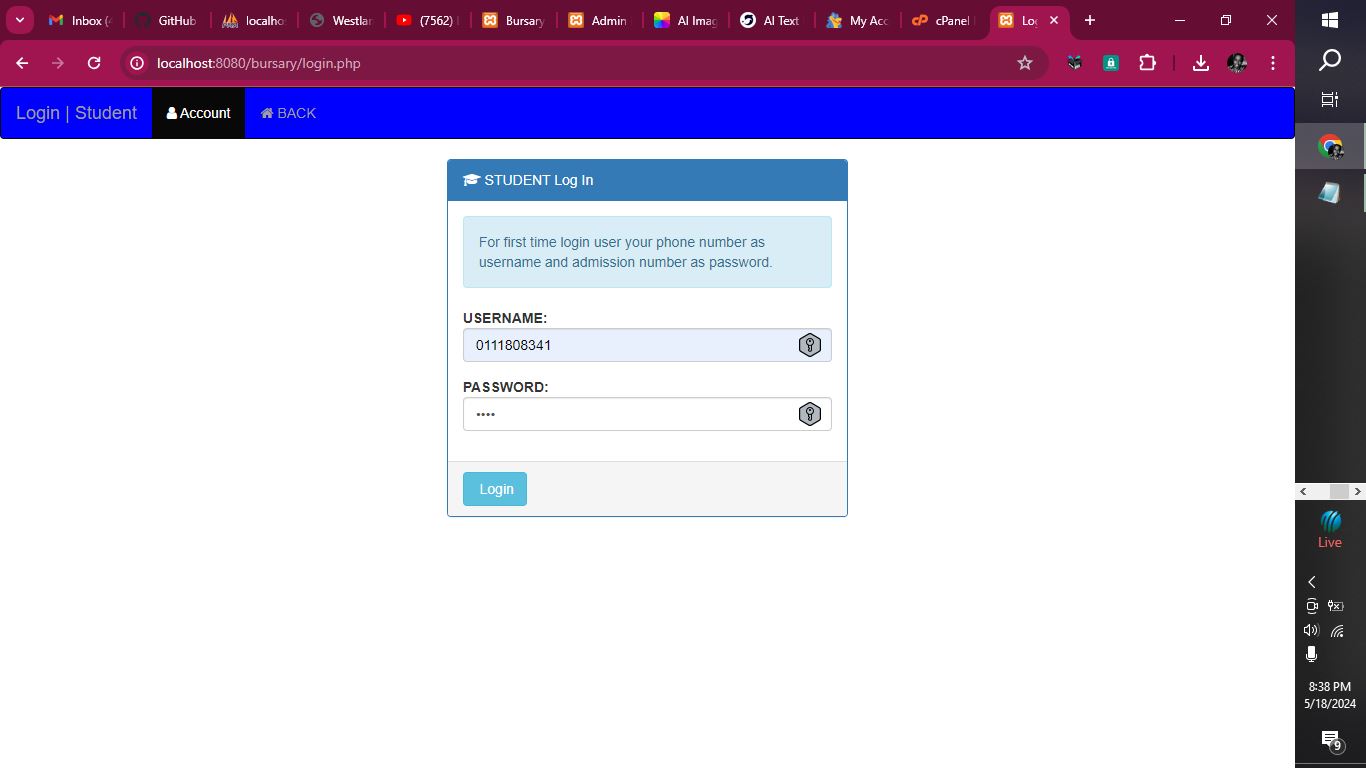 Inbox (4
GitHub
localho
Westlan
(7562)
Bursary
Admin
AI Imag
AI Text
My Acc
cPanel
Log
localhost:8080/bursary/login.php
Login | Student
Account
BACK
STUDENT Log In
For first time login user your phone number as
username and admission number as password.
USERNAME:
0111808341
PASSWORD:
••••
Login
Live
8:38 PM
5/18/2024
9